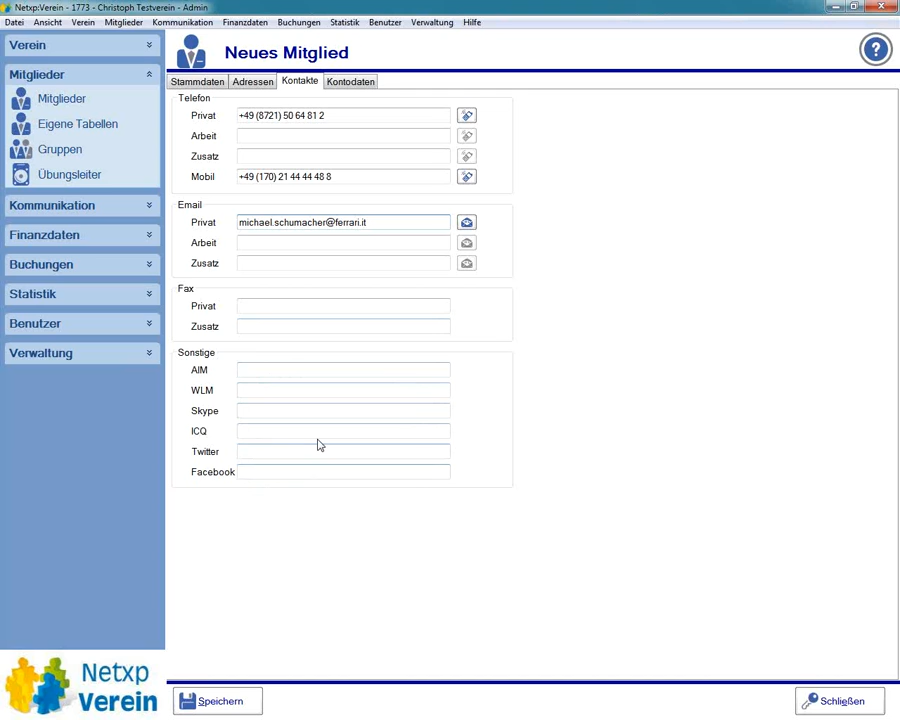 Netxp:Verein - 1773 - Christoph Testverein - Admin
Datei Ansicht Verein Mitglieder Kommunikation Finanzdaten Buchungen Statistik Benutzer Verwaltung Hilfe
Verein
Mitglieder
Mitglieder
Eigene Tabellen
Gruppen
Übungsleiter
Kommunikation
Finanzdaten
Buchungen
Statistik
Benutzer
Verwaltung
Netxp
Verein
Neues Mitglied
?
Stammdaten Adressen Kontakte Kontodaten
Telefon
Privat +49 (8721) 50 64 81 2
Arbeit
Zusatz
Mobil +49 (170) 21 44 44 48 8
Email
Privat michael.schumacher@ferrari.it
Arbeit
Zusatz
Fax
Privat
Zusatz
Sonstige
AIM
WLM
Skype
ICQ
Twitter
Facebook
Speichern
Schließen